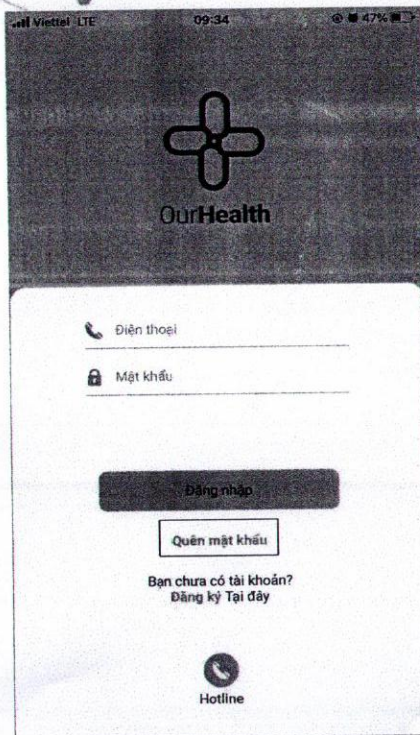 Viettel LTE 09:34 47%
OurHealth
Điện thoại
Mật khẩu
Đăng nhập
Quên mật khẩu
Bạn chưa có tài khoản?
Đăng ký Tại đây
Hotline